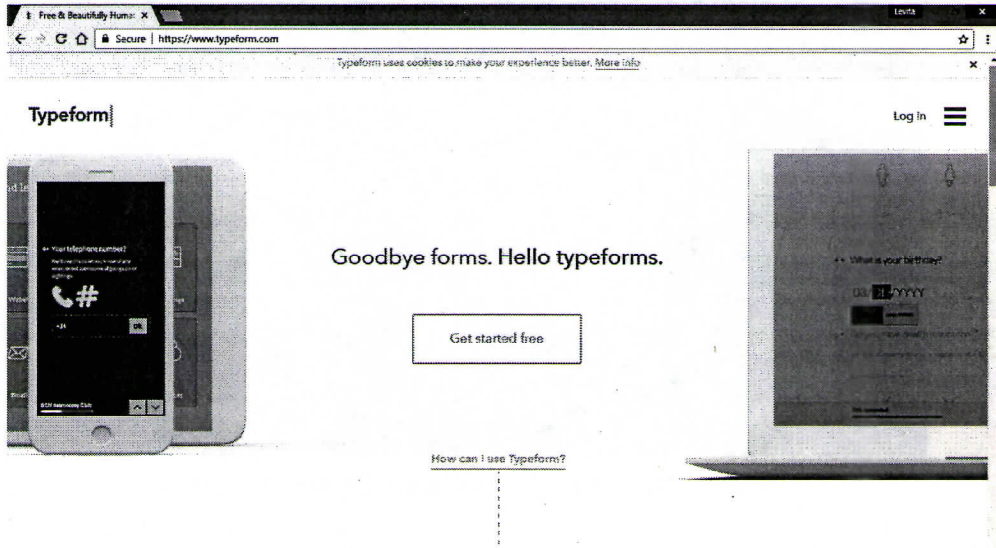 Free & Beautifully Human
Levita
Secure | https://www.typeform.com
Typeform uses cookies to make your experience better. More info
Typeform
Log in
Your telephone number?
+34
OK
Goodbye forms. Hello typeforms.
Get started free
How can I use Typeform?
What is your birthday?
YYYY